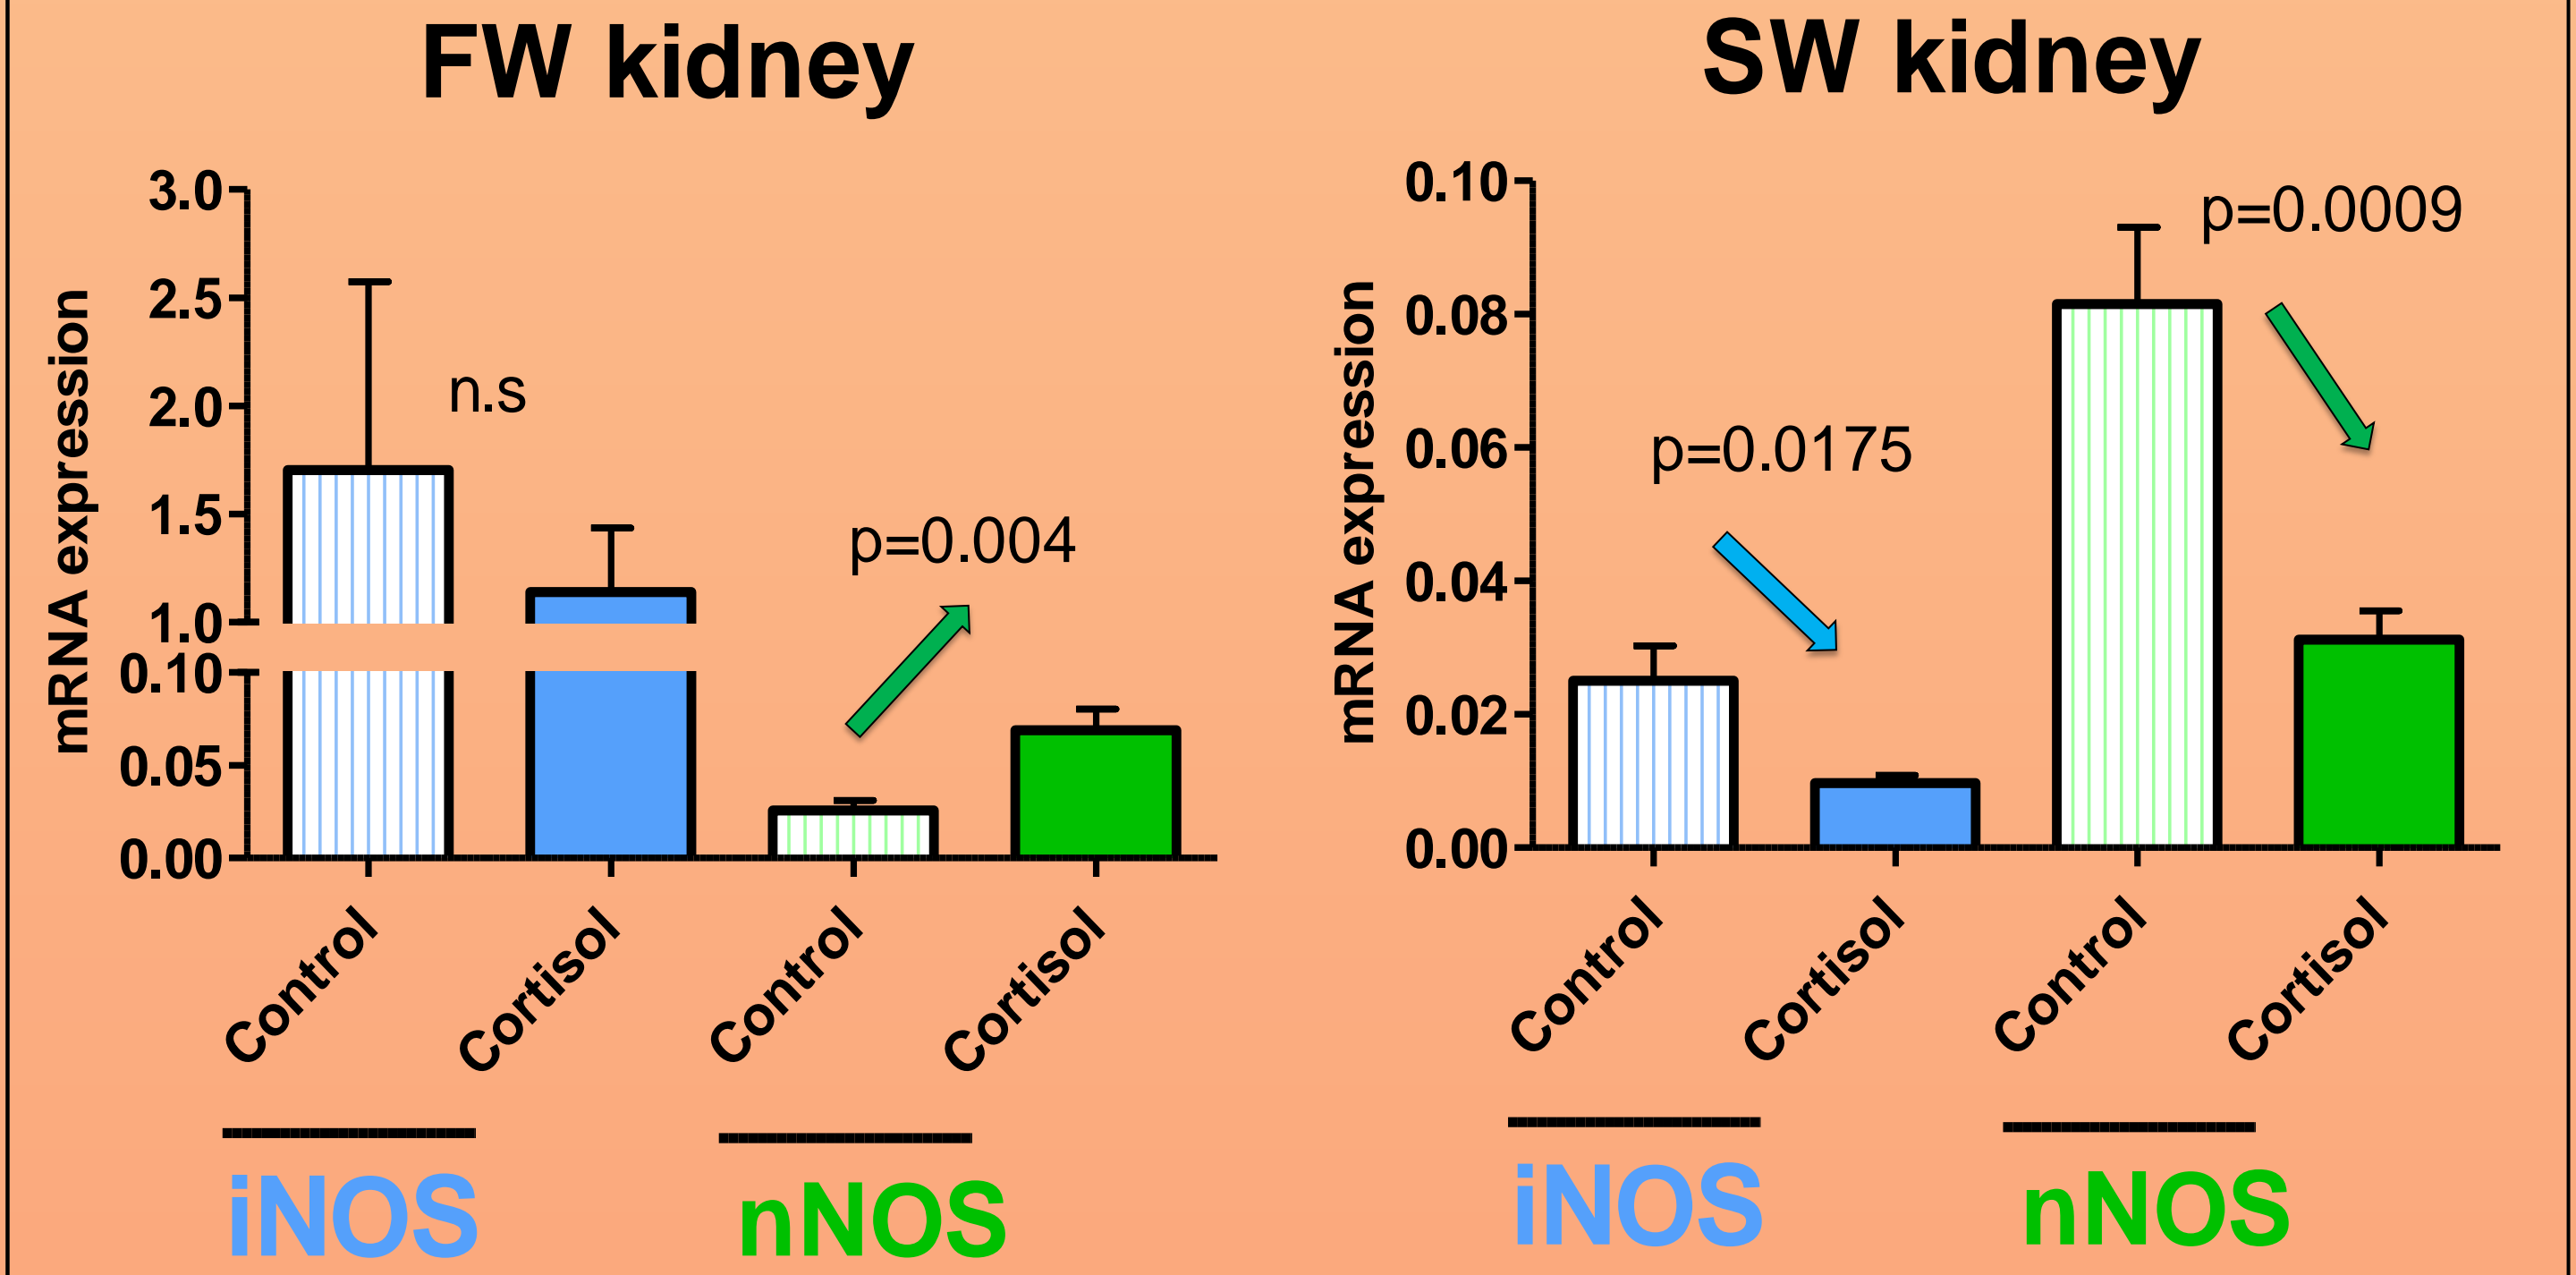 FW kidney
mRNA expression
3.0
2.5
2.0
1.5
1.0
0.10
0.05
0.00
n.s
p=0.004
Control
Cortisol
Control
Cortisol
iNOS
nNOS
SW kidney
mRNA expression
0.10
0.08
0.06
0.04
0.02
0.00
p=0.0175
p=0.0009
Control
Cortisol
Control
Cortisol
iNOS
nNOS